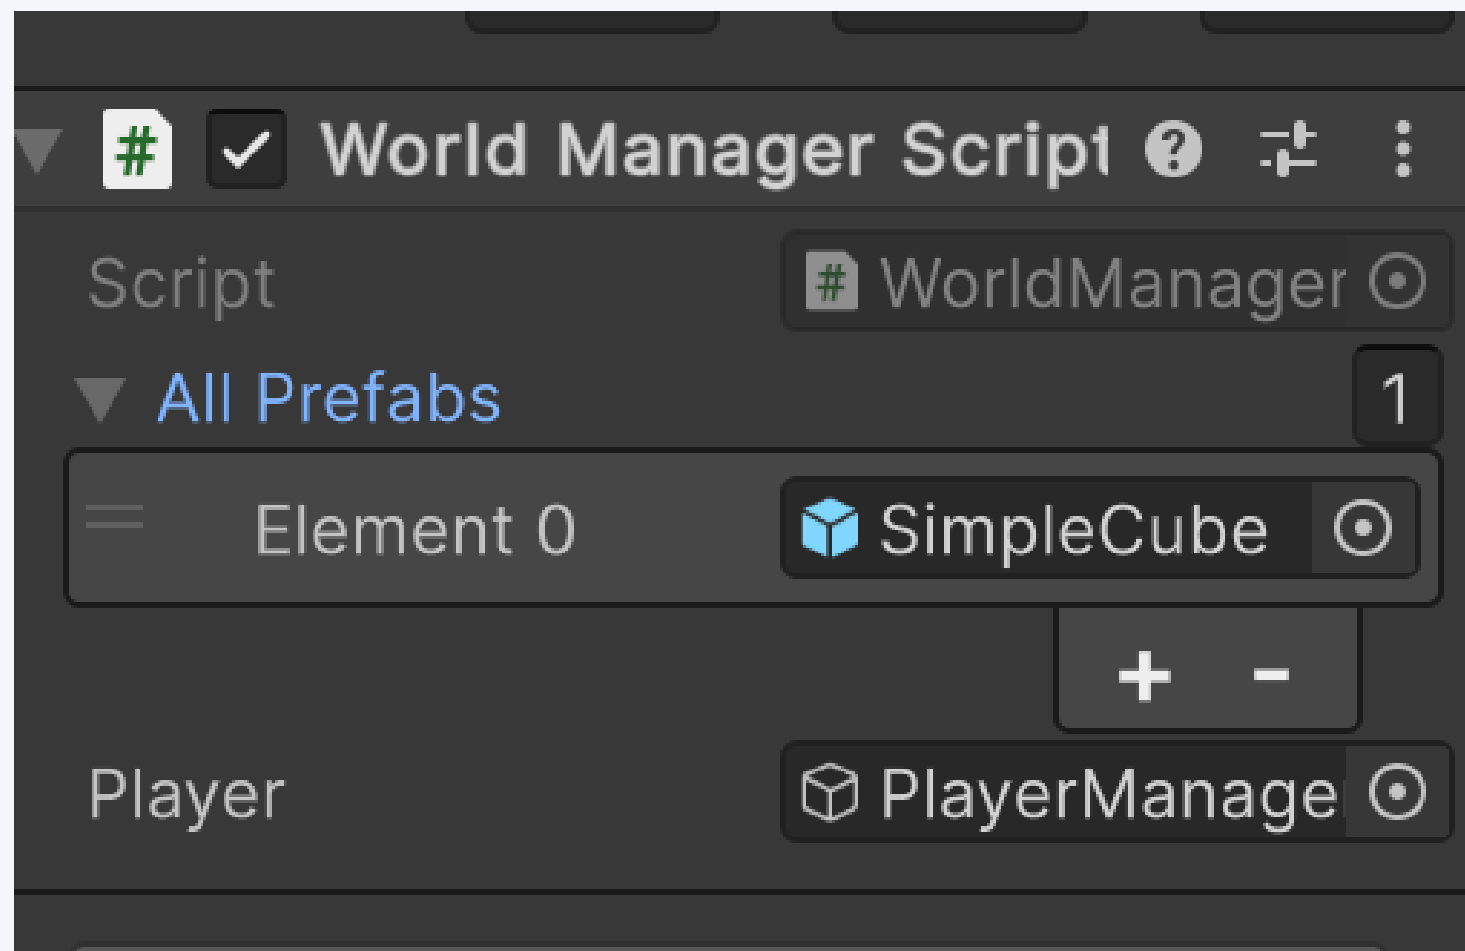 World Manager Script
Script WorldManager
All Prefabs 1
Element 0 SimpleCube
+ -
Player PlayerManage